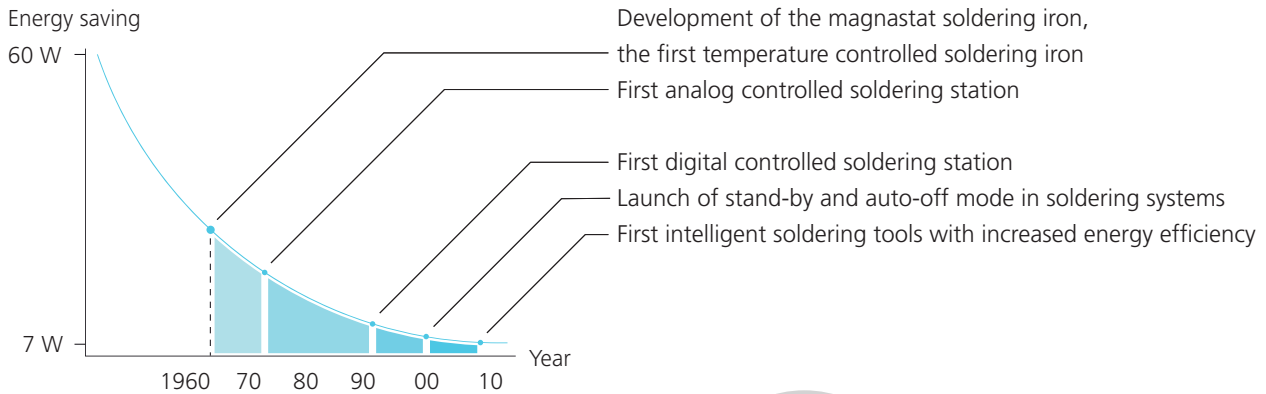 Energy saving
60 W
7 W
Development of the magnastat soldering iron,
the first temperature controlled soldering iron
First analog controlled soldering station
First digital controlled soldering station
Launch of stand-by and auto-off mode in soldering systems
First intelligent soldering tools with increased energy efficiency
Year
1960 70 80 90 00 10